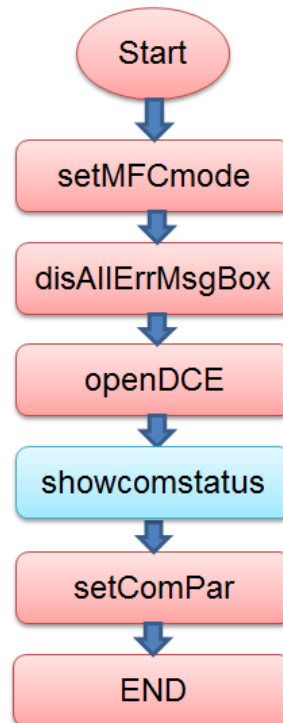 Start
setMFCmode
disAllErrMsgBox
openDCE
showcomstatus
setComPar
END